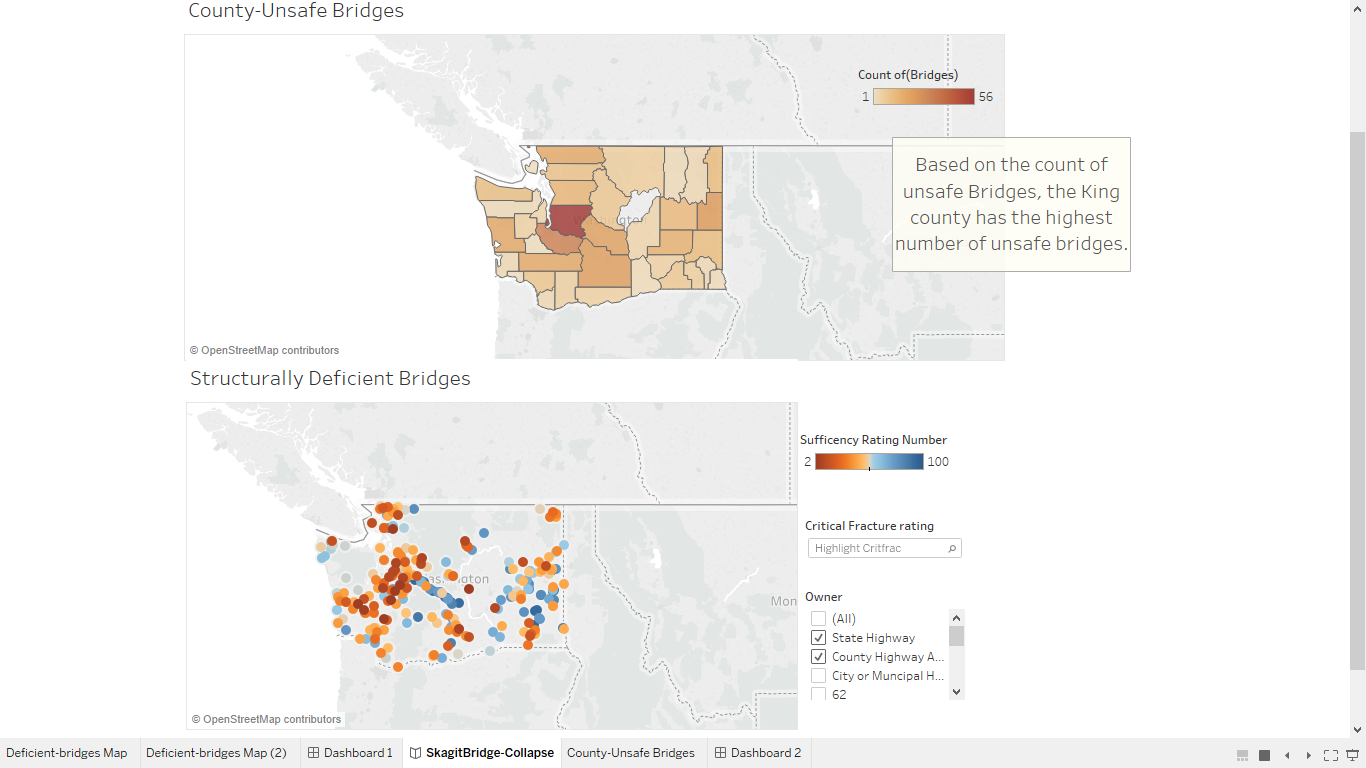 County-Unsafe Bridges
Count of(Bridges)
1 56
Based on the count of
unsafe Bridges, the King
county has the highest
number of unsafe bridges.
Washington
© OpenStreetMap contributors
Structurally Deficient Bridges
Sufficency Rating Number
2 100
Critical Fracture rating
Highlight Critfrac
Owner
(All)
State Highway
County Highway A...
City or Muncipal H...
62
Mon
© OpenStreetMap contributors
Deficient-bridges Map Deficient-bridges Map (2) Dashboard 1 SkagitBridge-Collapse County-Unsafe Bridges Dashboard 2